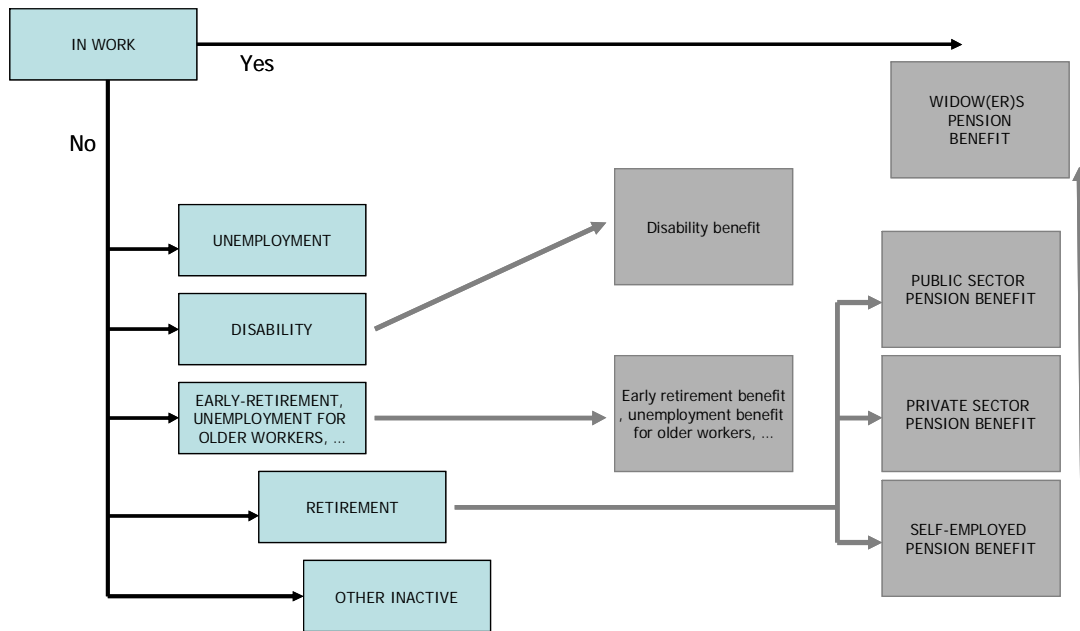 IN WORK
Yes
No
WIDOW(ER)S
PENSION
BENEFIT
UNEMPLOYMENT
Disability benefit
DISABILITY
PUBLIC SECTOR
PENSION BENEFIT
EARLY-RETIREMENT,
UNEMPLOYMENT FOR
OLDER WORKERS, ...
Early retirement benefit
, unemployment benefit
for older workers, ...
PRIVATE SECTOR
PENSION BENEFIT
RETIREMENT
SELF-EMPLOYED
PENSION BENEFIT
OTHER INACTIVE